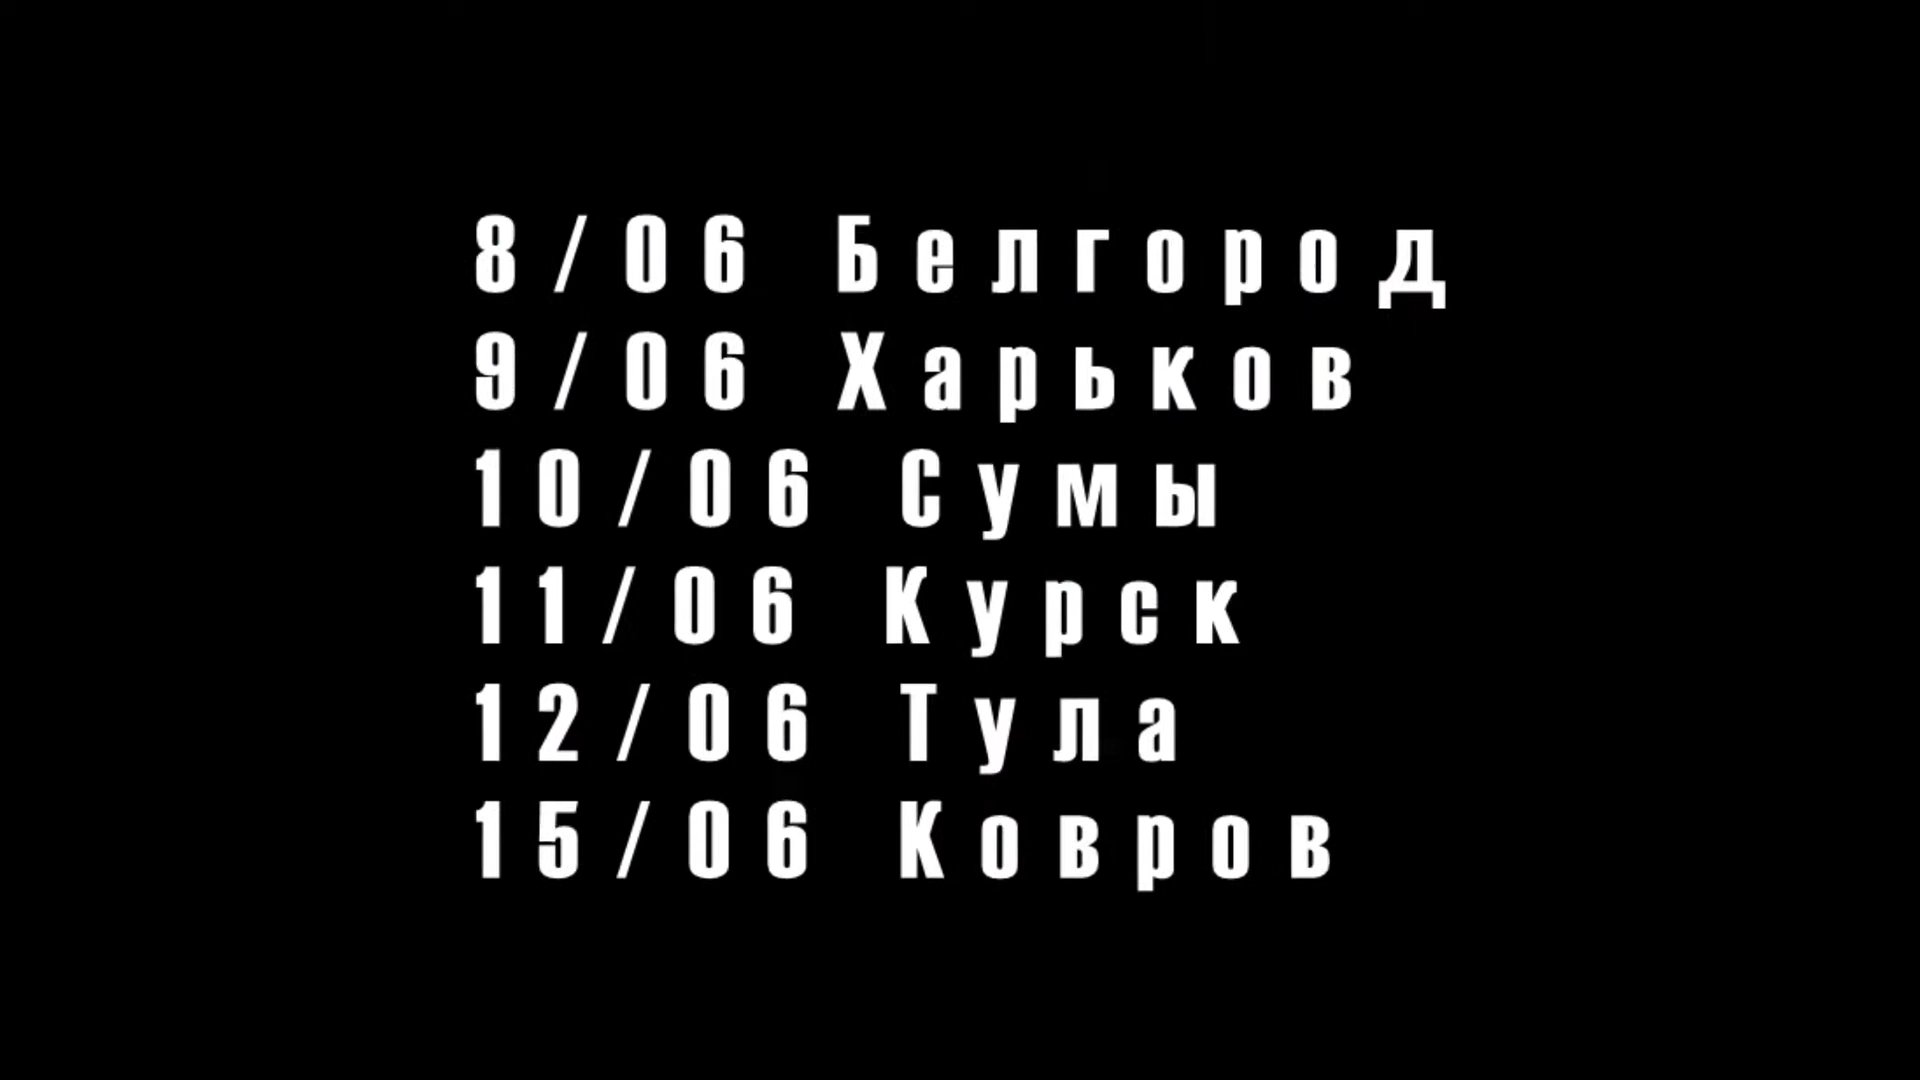 8/06 Белгород
9/06 Харьков
10/06 Сумы
11/06 Курск
12/06 Тула
15/06 Ковров